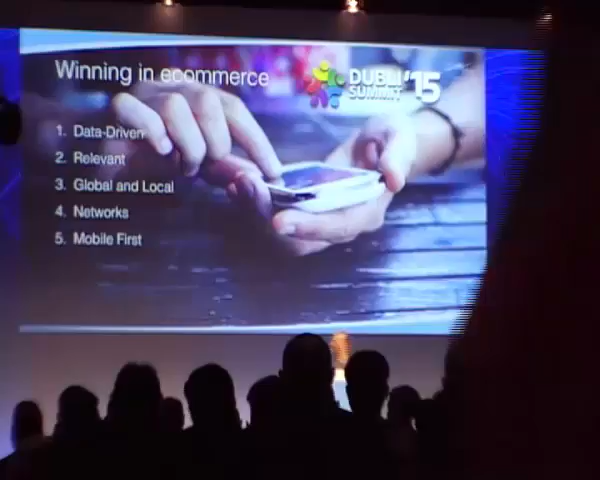 Winning in ecommerce
DUBLI '15
SUMMIT
1. Data-Driven
2. Relevant
3. Global and Local
4. Networks
5. Mobile First